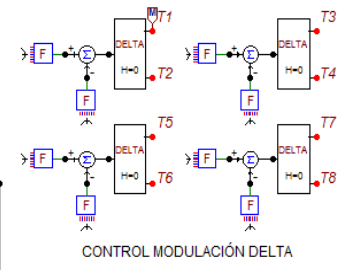 M T1 T3
F + Σ DELTA F + Σ DELTA
- H=0 T2 - H=0 T4
F F
T5 T7
F + Σ DELTA F + Σ DELTA
- H=0 T6 - H=0 T8
F F
CONTROL MODULACIÓN DELTA